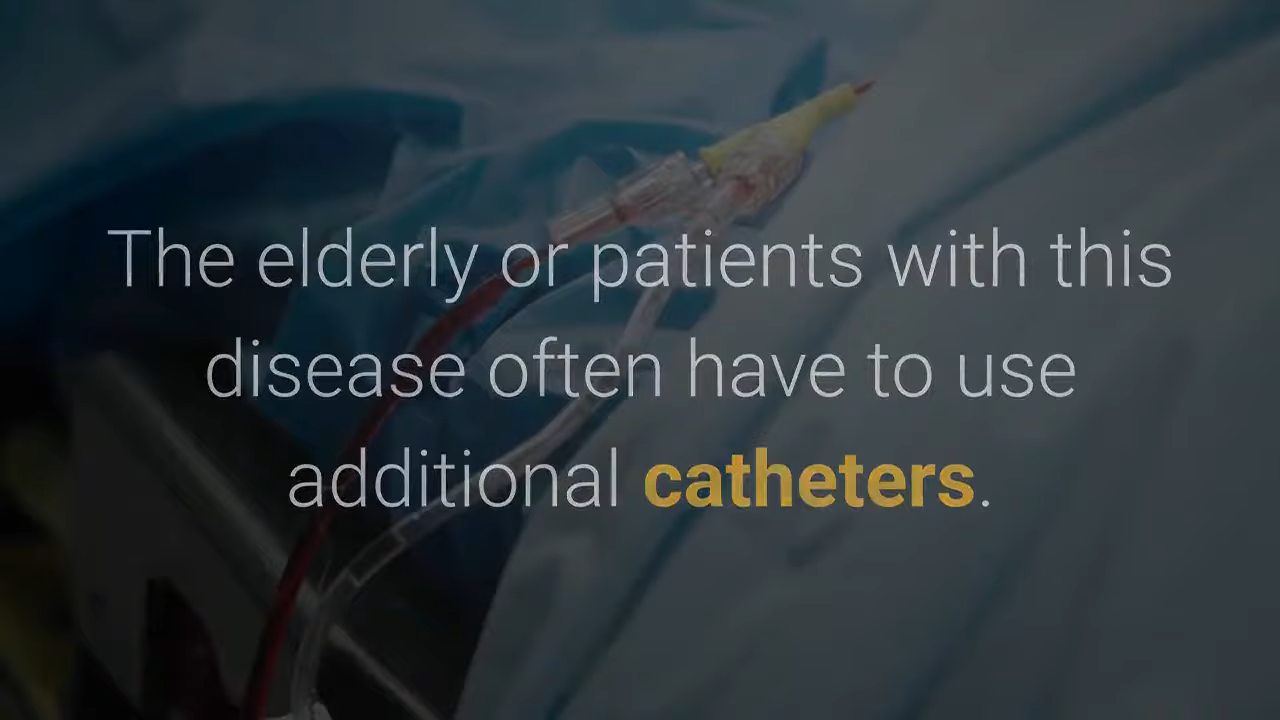 The elderly or patients with this
disease often have to use
additional catheters.